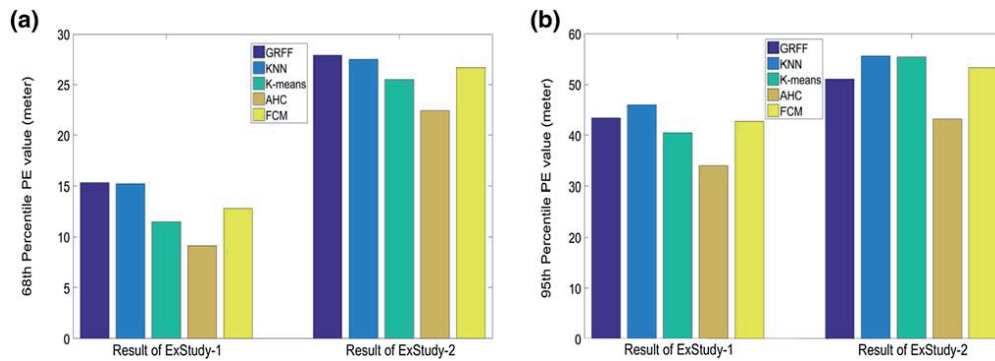 (a)
68th Percentile PE value (meter)
30
25
20
15
10
5
0
GRFF
KNN
K-means
AHC
FCM
Result of ExStudy-1
Result of ExStudy-2
(b)
95th Percentile PE value (meter)
60
50
40
30
20
10
0
GRFF
KNN
K-means
AHC
FCM
Result of ExStudy-1
Result of ExStudy-2